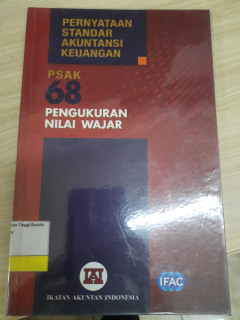 PERNYATAAN
STANDAR
AKUNTANSI
KEUANGAN
PSAK
68
PENGUKURAN
NILAI WAJAR
IAI
IKATAN AKUNTAN INDONESIA
IFAC